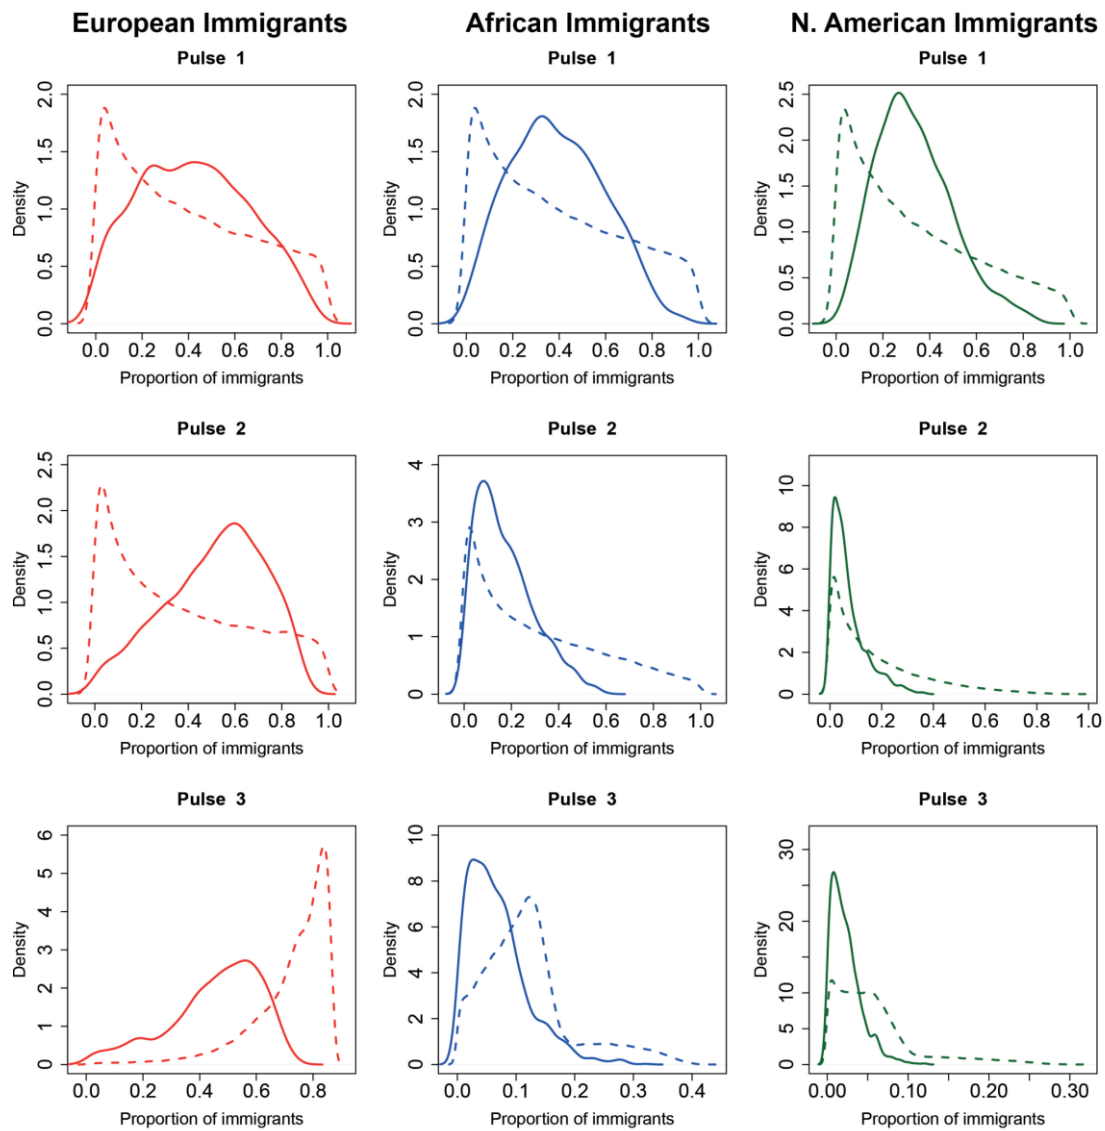 European Immigrants
African Immigrants
N. American Immigrants
Pulse 1
Pulse 1
Pulse 1
Density
0.0 0.5 1.0 1.5 2.0
0.0 0.2 0.4 0.6 0.8 1.0
Proportion of immigrants
Density
0.0 0.5 1.0 1.5 2.0
0.0 0.2 0.4 0.6 0.8 1.0
Proportion of immigrants
Density
0.0 0.5 1.0 1.5 2.0 2.5
0.0 0.2 0.4 0.6 0.8 1.0
Proportion of immigrants
Pulse 2
Pulse 2
Pulse 2
Density
0.0 0.5 1.0 1.5 2.0 2.5
0.0 0.2 0.4 0.6 0.8 1.0
Proportion of immigrants
Density
0 1 2 3 4
0.0 0.2 0.4 0.6 0.8 1.0
Proportion of immigrants
Density
0 2 4 6 8 10
0.0 0.2 0.4 0.6 0.8 1.0
Proportion of immigrants
Pulse 3
Pulse 3
Pulse 3
Density
0 1 2 3 4 5 6
0.0 0.2 0.4 0.6 0.8
Proportion of immigrants
Density
0 2 4 6 8 10
0.0 0.1 0.2 0.3 0.4
Proportion of immigrants
Density
0 5 10 20 30
0.00 0.10 0.20 0.30
Proportion of immigrants